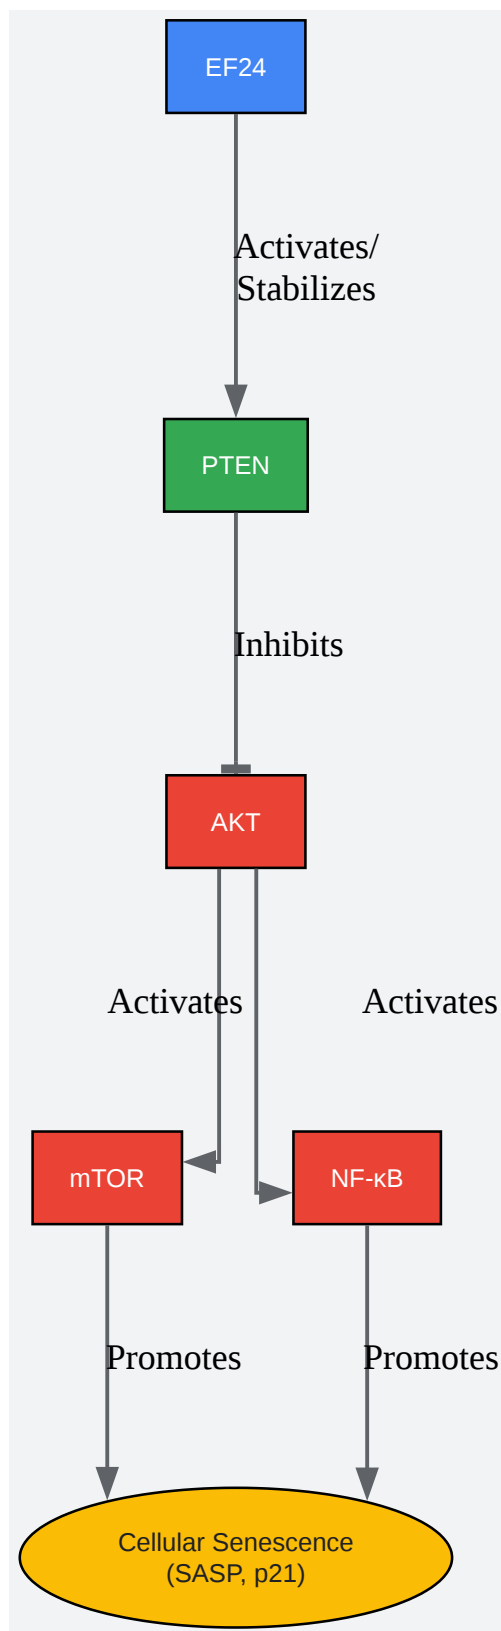 EF24
Activates/
Stabilizes
PTEN
Inhibits
AKT
Activates
Activates
mTOR
NF-κB
Promotes
Promotes
Cellular Senescence
(SASP, p21)